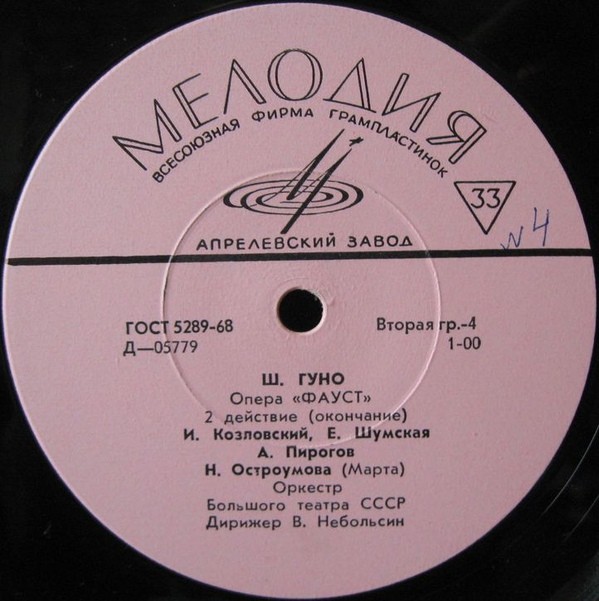 МЕЛОДИЯ
ВСЕСОЮЗНАЯ ФИРМА ГРАМПЛАСТИНОК
33
АПРЕЛЕВСКИЙ ЗАВОД
№4
ГОСТ 5289-68 Вторая гр.-4
Д—05779 1-00
Ш. ГУНО
Опера «ФАУСТ»
2 действие (окончание)
И. Козловский, Е. Шумская
А. Пирогов
Н. Остроумова (Марта)
Оркестр
Большого театра СССР
Дирижер В. Небольсин